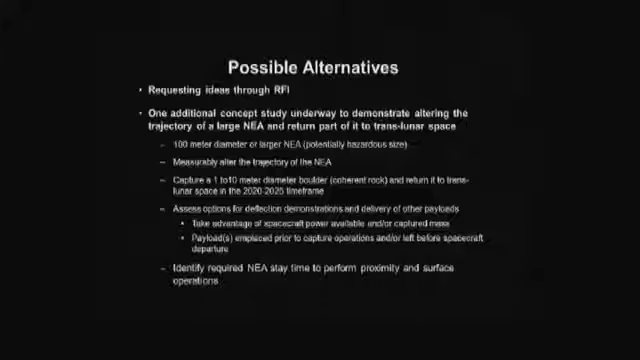 Possible Alternatives
• Requesting ideas through RFI
• One additional concept study underway to demonstrate altering the
trajectory of a large NEA and return part of it to trans-lunar space
– 100 meter diameter or larger NEA (potentially hazardous size)
– Measurably alter the trajectory of the NEA
– Capture a 1 to10 meter diameter boulder (coherent rock) and return it to trans-
lunar space in the 2020-2025 timeframe
– Assess options for deflection demonstrations and delivery of other payloads
• Take advantage of spacecraft power available and/or captured mass
• Payload(s) emplaced prior to capture operations and/or left before spacecraft
departure
– Identify required NEA stay time to perform proximity and surface
operations